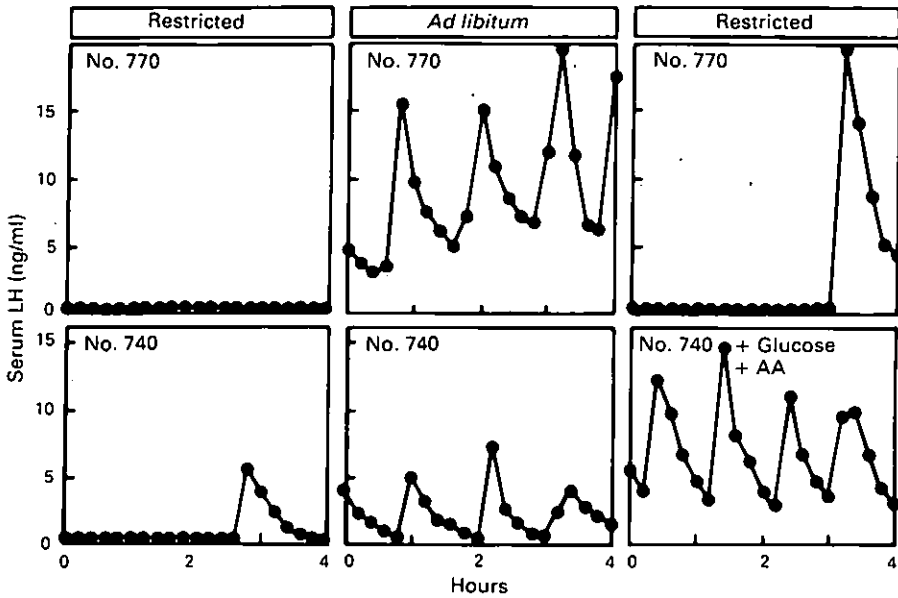 Restricted
Ad libitum
Restricted
No. 770
No. 770
No. 770
15
10
5
0
Serum LH (ng/ml)
No. 740
No. 740
No. 740 + Glucose
+ AA
15
10
5
0
0 2 4
0 2 4
0 2 4
Hours